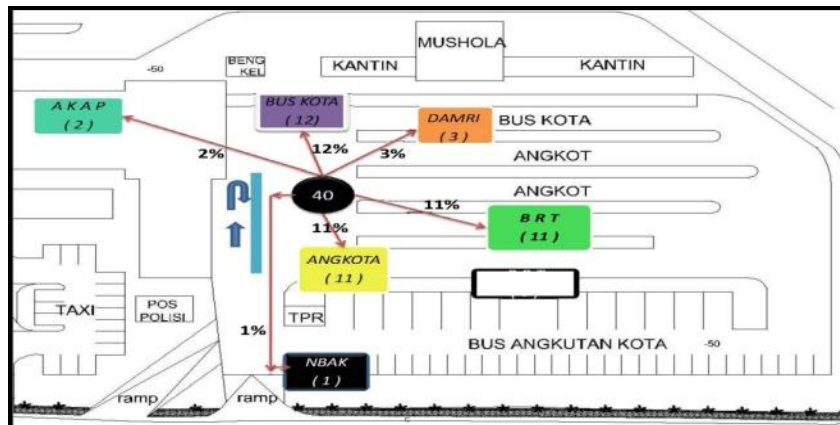 MUSHOLA
BENG
KEL
KANTIN
KANTIN
-50
A K A P
( 2 )
BUS KOTA
( 12 )
DAMRI
( 3 )
BUS KOTA
2%
12%
3%
ANGKOT
40
ANGKOT
11%
11%
B R T
( 11 )
ANGKOTA
( 11 )
TAXI
POS
POLISI
TPR
1%
BUS ANGKUTAN KOTA
-50
NBAK
( 1 )
ramp
ramp